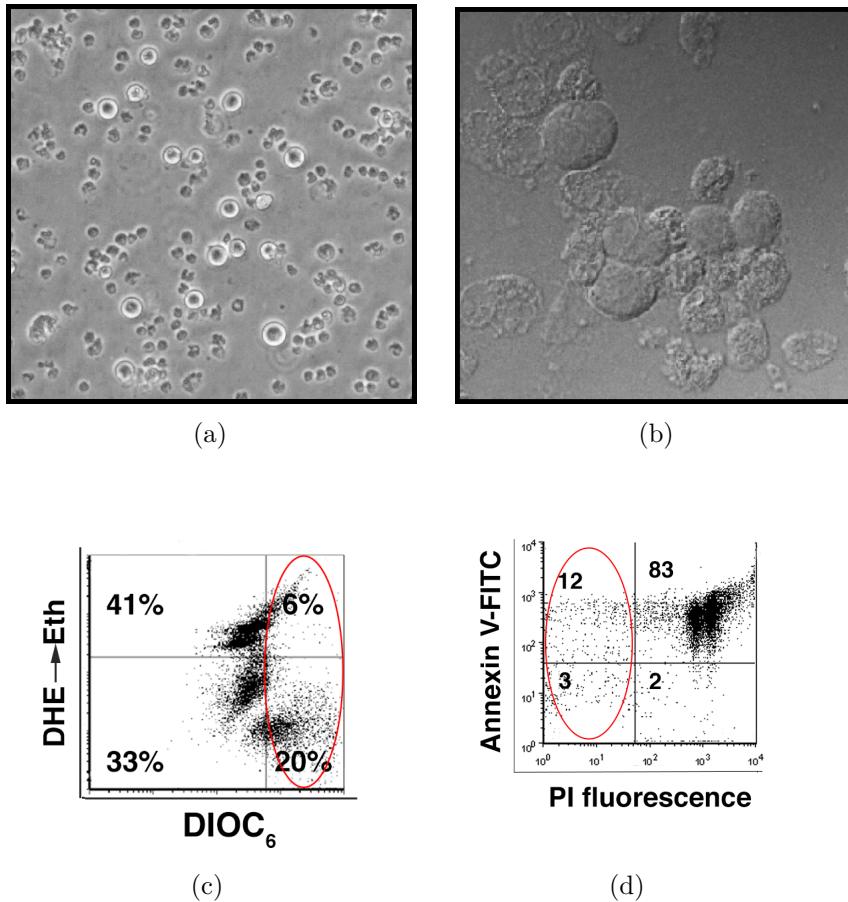 (a)
(b)
41%
6%
33%
20%
DHE→Eth
DIOC6
(c)
10^4
10^3
10^2
10^1
10^0
12
83
3
2
Annexin V-FITC
10^0 10^1 10^2 10^3 10^4
PI fluorescence
(d)